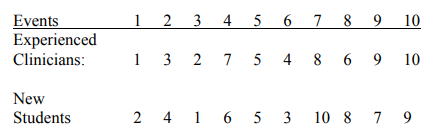 Events 1 2 3 4 5 6 7 8 9 10
Experienced
Clinicians: 1 3 2 7 5 4 8 6 9 10
New
Students 2 4 1 6 5 3 10 8 7 9